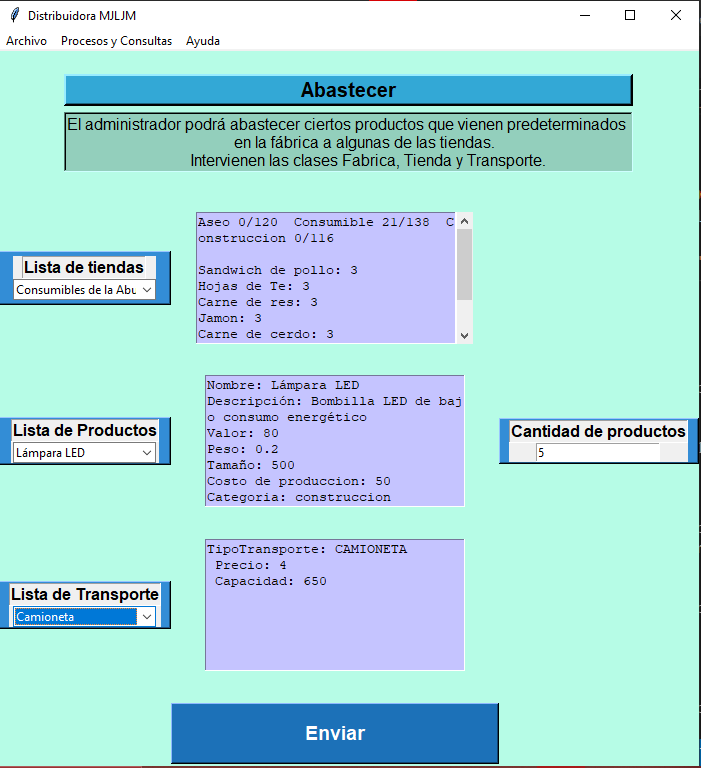 Distribuidora MJLJM
Archivo Procesos y Consultas Ayuda
Abastecer
El administrador podrá abastecer ciertos productos que vienen predeterminados
en la fábrica a algunas de las tiendas.
Intervienen las clases Fabrica, Tienda y Transporte.
Lista de tiendas
Consumibles de la Abu
Aseo 0/120 Consumible 21/138 C
onstruccion 0/116
Sandwich de pollo: 3
Hojas de Te: 3
Carne de res: 3
Jamon: 3
Carne de cerdo: 3
Lista de Productos
Lámpara LED
Nombre: Lámpara LED
Descripción: Bombilla LED de baj
o consumo energético
Valor: 80
Peso: 0.2
Tamaño: 500
Costo de produccion: 50
Categoria: construccion
Cantidad de productos
5
Lista de Transporte
Camioneta
TipoTransporte: CAMIONETA
Precio: 4
Capacidad: 650
Enviar